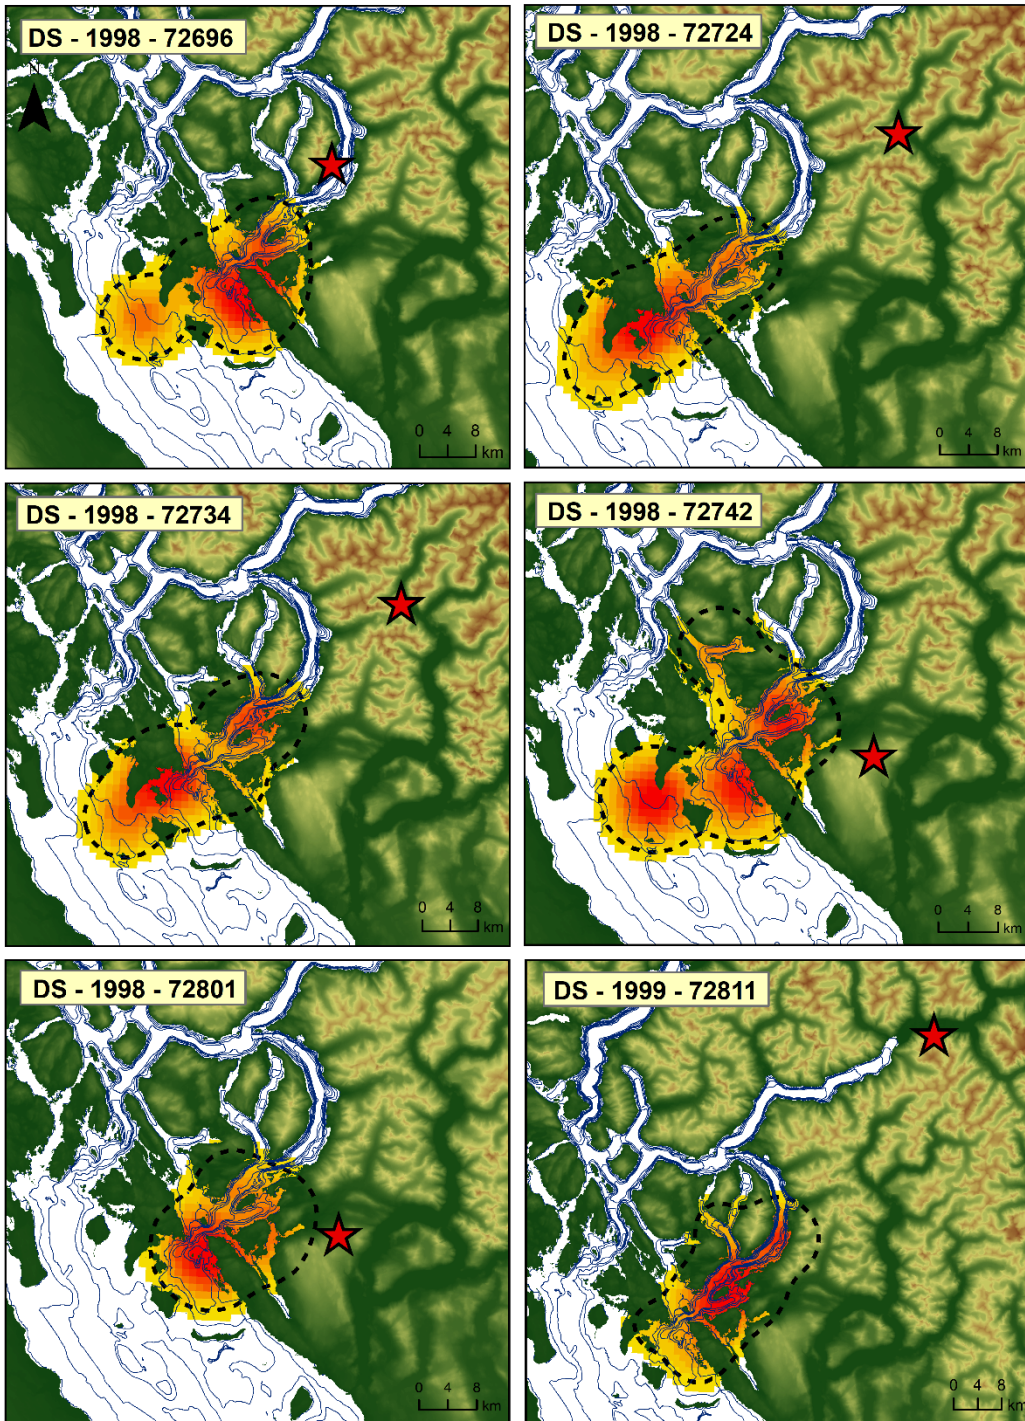 DS - 1998 - 72696
N
0 4 8
km
DS - 1998 - 72724
0 4 8
km
DS - 1998 - 72734
0 4 8
km
DS - 1998 - 72742
0 4 8
km
DS - 1998 - 72801
0 4 8
km
DS - 1999 - 72811
0 4 8
km